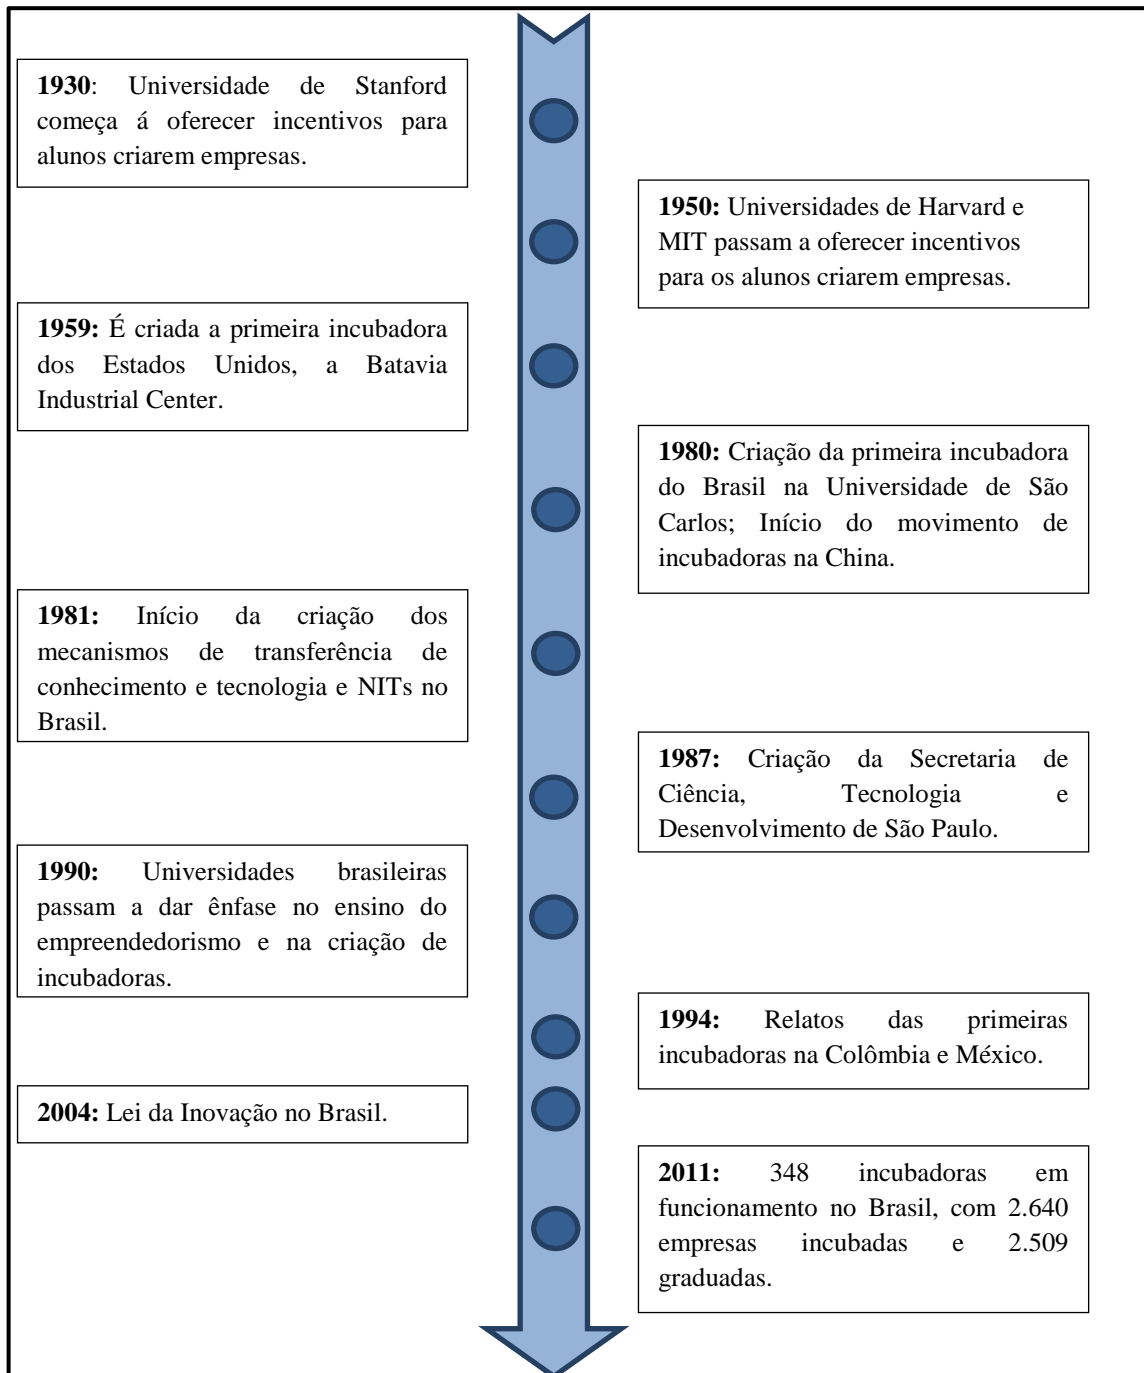 1930: Universidade de Stanford
começa á oferecer incentivos para
alunos criarem empresas.
1950: Universidades de Harvard e
MIT passam a oferecer incentivos
para os alunos criarem empresas.
1959: É criada a primeira incubadora
dos Estados Unidos, a Batavia
Industrial Center.
1980: Criação da primeira incubadora
do Brasil na Universidade de São
Carlos; Início do movimento de
incubadoras na China.
1981: Início da criação dos
mecanismos de transferência de
conhecimento e tecnologia e NITs no
Brasil.
1987: Criação da Secretaria de
Ciência, Tecnologia e
Desenvolvimento de São Paulo.
1990: Universidades brasileiras
passam a dar ênfase no ensino do
empreendedorismo e na criação de
incubadoras.
1994: Relatos das primeiras
incubadoras na Colômbia e México.
2004: Lei da Inovação no Brasil.
2011: 348 incubadoras em
funcionamento no Brasil, com 2.640
empresas incubadas e 2.509
graduadas.